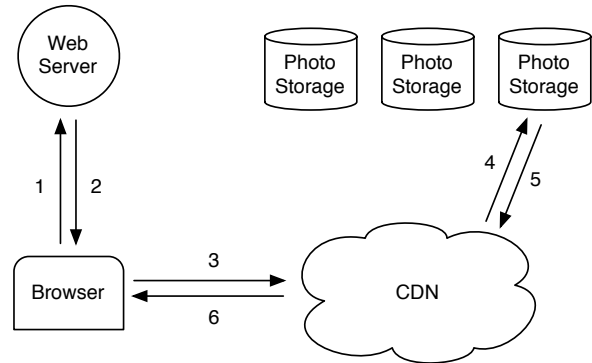 Web
Server
Photo
Storage
Photo
Storage
Photo
Storage
1
2
4
5
3
Browser
CDN
6